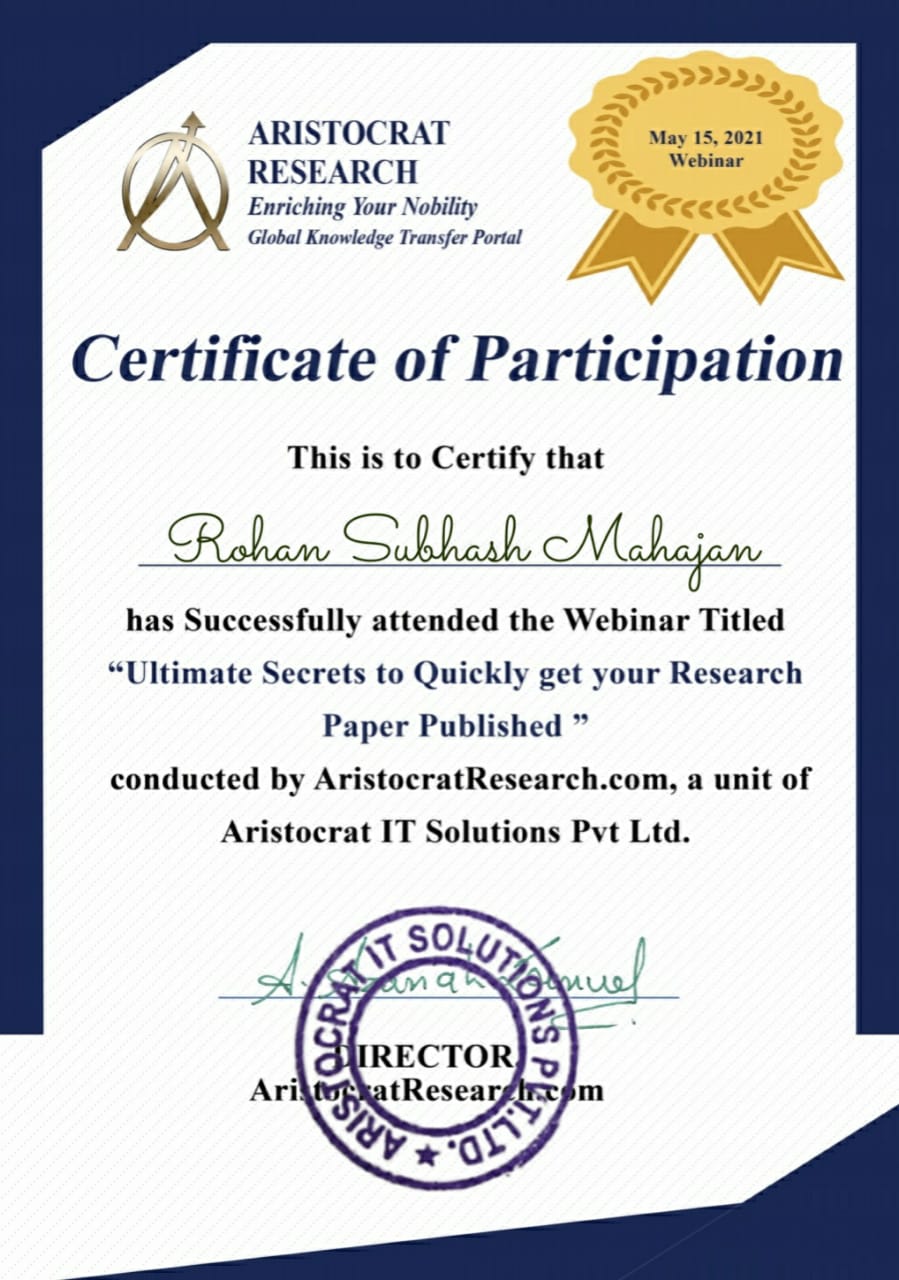 ARISTOCRAT
RESEARCH
Enriching Your Nobility
Global Knowledge Transfer Portal
May 15, 2021
Webinar
Certificate of Participation
This is to Certify that
Rohan Subhash Mahajan
has Successfully attended the Webinar Titled
“Ultimate Secrets to Quickly get your Research
Paper Published ”
conducted by AristocratResearch.com, a unit of
Aristocrat IT Solutions Pvt Ltd.
DIRECTOR
AristocratResearch.com
ARISTOCRAT IT SOLUTIONS PVT.LTD. ★